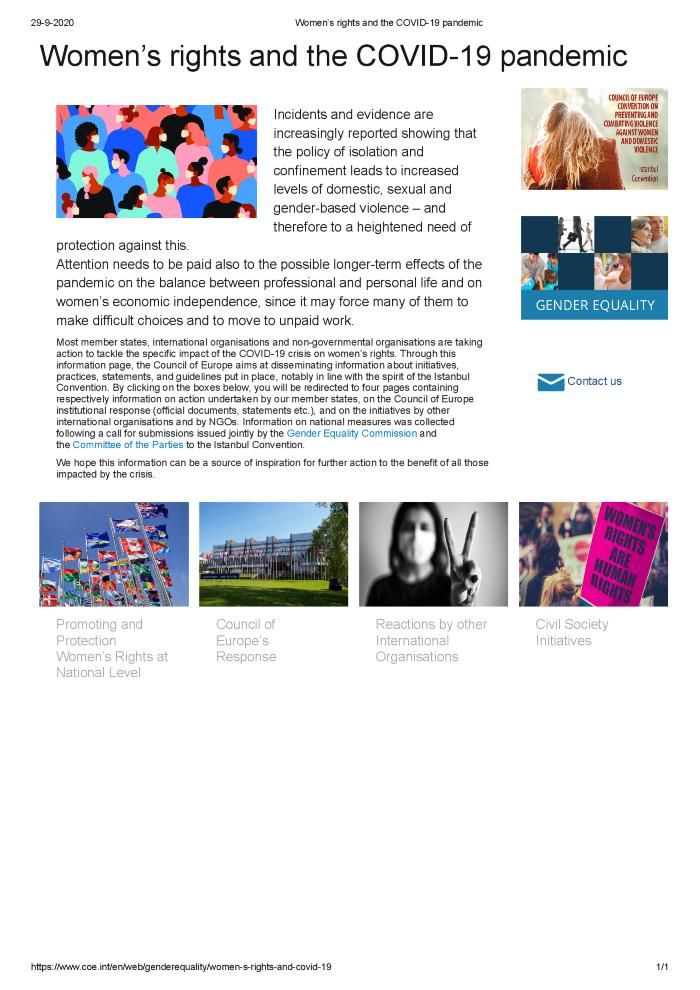 29-9-2020
Women's rights and the COVID-19 pandemic
Women's rights and the COVID-19 pandemic
Incidents and evidence are
increasingly reported showing that
the policy of isolation and
confinement leads to increased
levels of domestic, sexual and
gender-based violence – and
therefore to a heightened need of
protection against this.
Attention needs to be paid also to the possible longer-term effects of the
pandemic on the balance between professional and personal life and on
women's economic independence, since it may force many of them to
make difficult choices and to move to unpaid work.
Most member states, international organisations and non-governmental organisations are taking
action to tackle the specific impact of the COVID-19 crisis on women's rights. Through this
information page, the Council of Europe aims at disseminating information about initiatives,
practices, statements, and guidelines put in place, notably in line with the spirit of the Istanbul
Convention. By clicking on the boxes below, you will be redirected to four pages containing
respectively information on action undertaken by our member states, on the Council of Europe
institutional response (official documents, statements etc.), and on the initiatives by other
international organisations and by NGOs. Information on national measures was collected
following a call for submissions issued jointly by the Gender Equality Commission and
the Committee of the Parties to the Istanbul Convention.
We hope this information can be a source of inspiration for further action to the benefit of all those
impacted by the crisis.
COUNCIL OF EUROPE
CONVENTION ON
PREVENTING AND
COMBATING VIOLENCE
AGAINST WOMEN
AND DOMESTIC
VIOLENCE
Istanbul
Convention
GENDER EQUALITY
Contact us
WOMEN'S
RIGHTS
ARE
HUMAN
RIGHTS
Promoting and
Protection
Women's Rights at
National Level
Council of
Europe's
Response
Reactions by other
International
Organisations
Civil Society
Initiatives
https://www.coe.int/en/web/genderequality/women-s-rights-and-covid-19
1/1